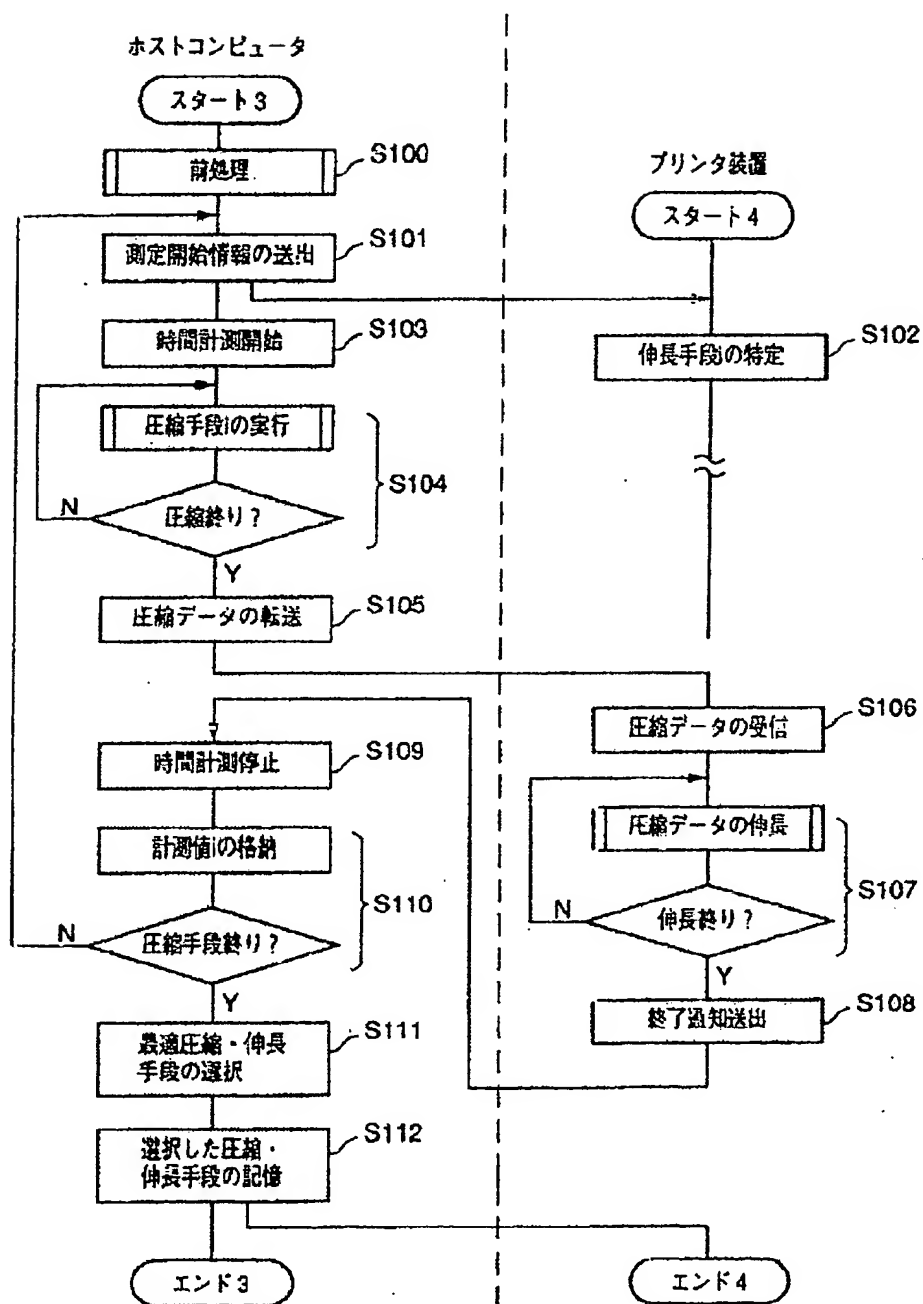 ホストコンピュータ
スタート3
前処理
S100
測定開始情報の送出
S101
時間計測開始
S103
圧縮手段iの実行
圧縮終り？
S104
N
Y
圧縮データの転送
S105
時間計測停止
S109
計測値iの格納
圧縮手段終り？
S110
N
Y
最適圧縮・伸長
手段の選択
S111
選択した圧縮・
伸長手段の記憶
S112
エンド3
プリンタ装置
スタート4
伸長手段iの特定
S102
圧縮データの受信
S106
圧縮データの伸長
伸長終り？
S107
N
Y
終了通知送出
S108
エンド4